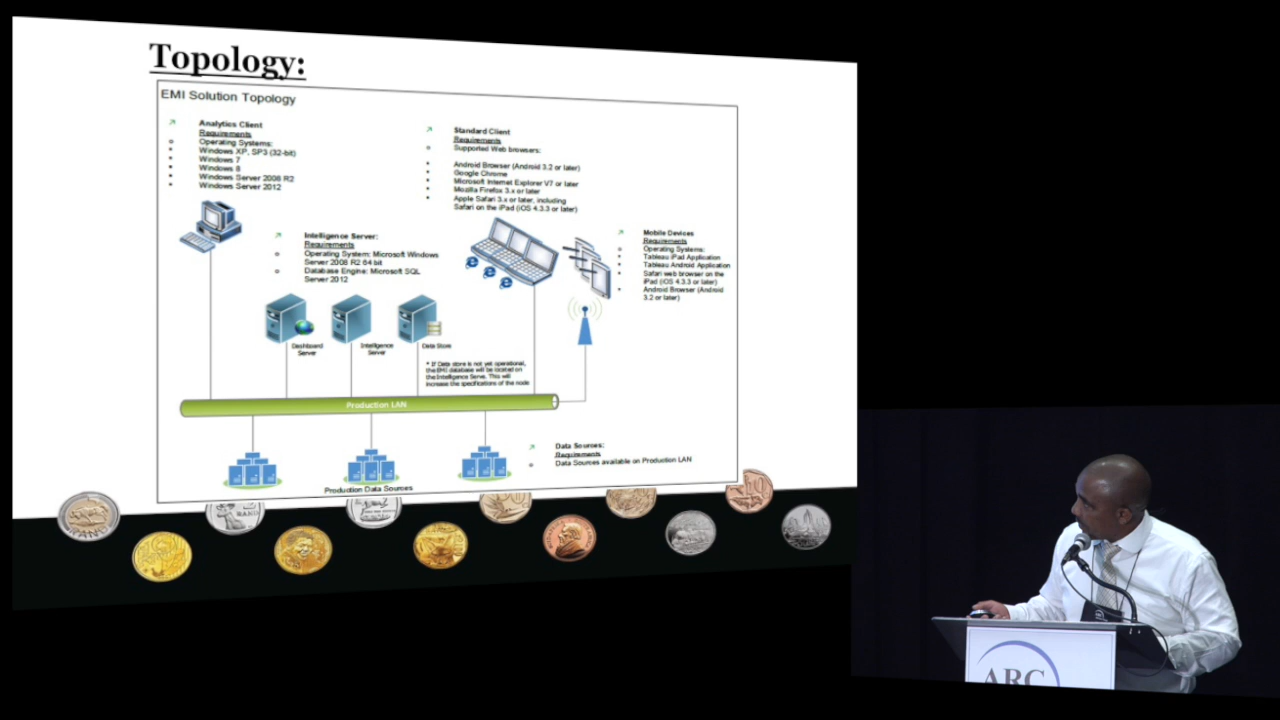 Topology:
EMI Solution Topology
Analytics Client
Requirements
Operating Systems:
Windows XP, SP3 (32-bit)
Windows 7
Windows 8
Windows Server 2008 R2
Windows Server 2012
Standard Client
Requirements
Supported Web browsers:
Android Browser (Android 3.2 or later)
Google Chrome
Microsoft Internet Explorer V7 or later
Mozilla Firefox 3.x or later
Apple Safari 3.x or later, including
Safari on the iPad (iOS 4.3.3 or later)
Intelligence Server:
Requirements
Operating System: Microsoft Windows
Server 2008 R2 64 bit
Database Engine: Microsoft SQL
Server 2012
Mobile Devices
Requirements
Operating Systems:
Tableau iPad Application
Tableau Android Application
Safari web browser on the
iPad (iOS 4.3.3 or later)
Android Browser (Android
3.2 or later)
Dashboard
Server
Intelligence
Server
Data Store
* If Data store is not yet operational,
the EMI database will be located on
the Intelligence Serve. This will
increase the specifications of the node
Production LAN
Data Sources:
Requirements
Data Sources available on Production LAN
Production Data Sources
RAND
ARC